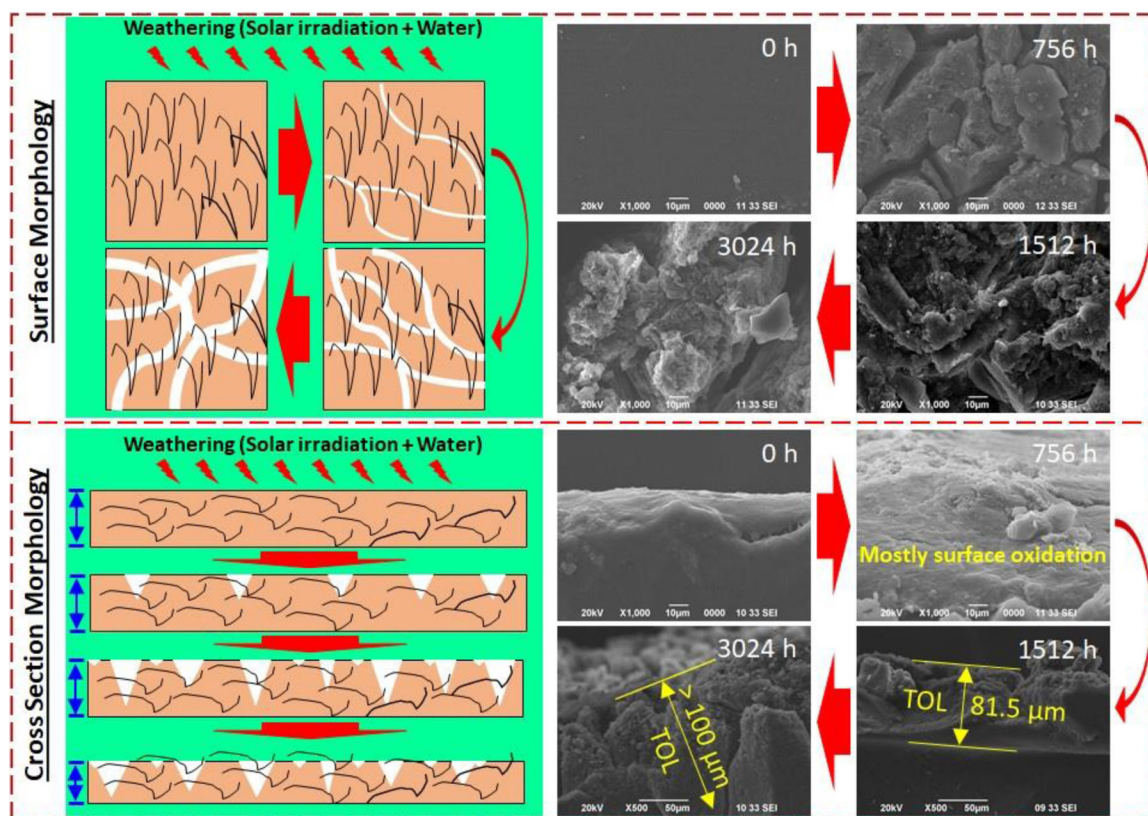 Surface Morphology
Weathering (Solar irradiation + Water)
0 h
20kV X1,000 10µm 0000 11 33 SEI
756 h
20kV X1,000 10µm 0000 12 33 SEI
3024 h
20kV X1,000 10µm 0000 11 33 SEI
1512 h
20kV X1,000 10µm 0000 10 33 SEI
Cross Section Morphology
Weathering (Solar irradiation + Water)
0 h
20kV X1,000 10µm 0000 10 33 SEI
756 h
Mostly surface oxidation
20kV X1,000 10µm 0000 11 33 SEI
3024 h
> 100 µm
TOL
20kV X500 50µm 10 33 SEI
1512 h
TOL 81.5 µm
20kV X500 50µm 09 33 SEI